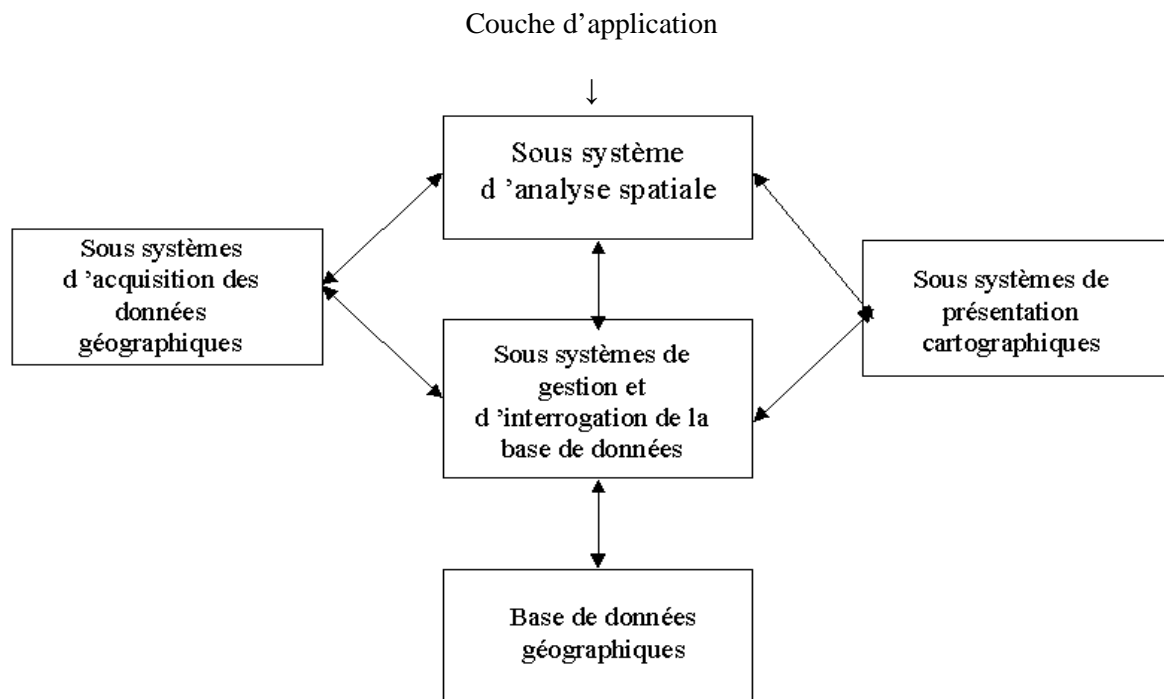 Couche d’application
↓
Sous système
d ’analyse spatiale
Sous systèmes
d ’acquisition des
données
géographiques
Sous systèmes de
présentation
cartographiques
Sous systèmes de
gestion et
d ’interrogation de la
base de données
Base de données
géographiques